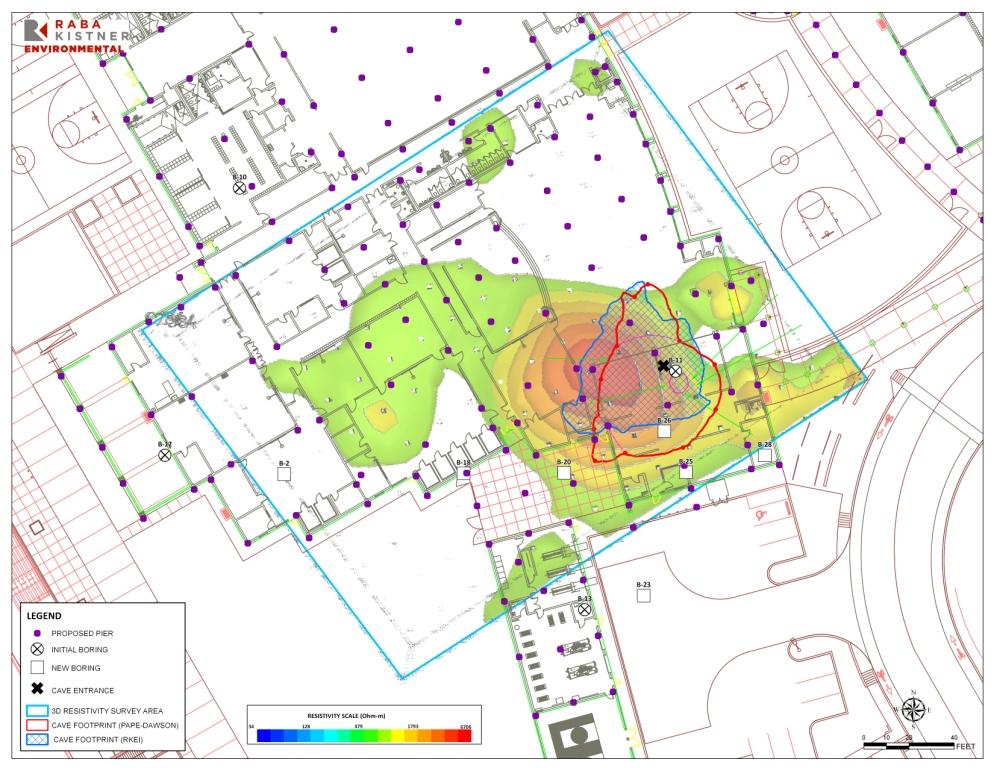 RABA
KISTNER
ENVIRONMENTAL
B-10
B-11
B-26
B-12
B-2
B-18
B-20
B-25
B-28
B-23
B-13
LEGEND
PROPOSED PIER
INITIAL BORING
NEW BORING
CAVE ENTRANCE
3D RESISTIVITY SURVEY AREA
CAVE FOOTPRINT (PAPE-DAWSON)
CAVE FOOTPRINT (RKEI)
RESISTIVITY SCALE (Ohm-m)
34 128 479 1793 6706
N
W E
S
0 10 20 40
FEET